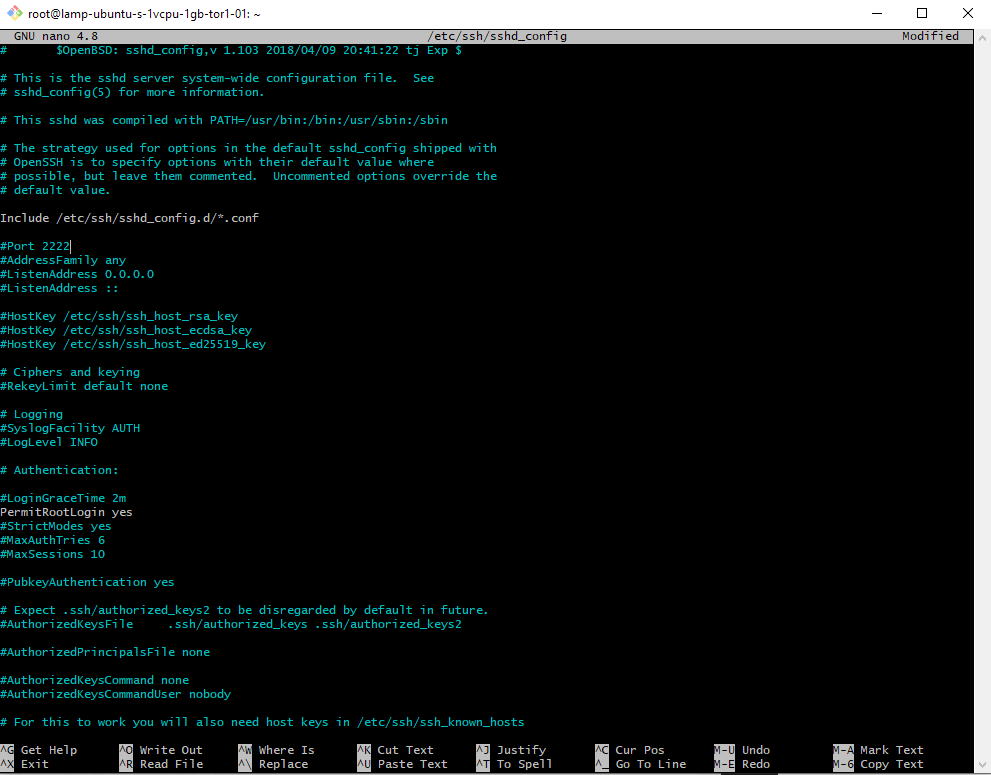 root@lamp-ubuntu-s-1vcpu-1gb-tor1-01: ~
GNU nano 4.8 /etc/ssh/sshd_config Modified
# $OpenBSD: sshd_config,v 1.103 2018/04/09 20:41:22 tj Exp $
# This is the sshd server system-wide configuration file.  See
# sshd_config(5) for more information.
# This sshd was compiled with PATH=/usr/bin:/bin:/usr/sbin:/sbin
# The strategy used for options in the default sshd_config shipped with
# OpenSSH is to specify options with their default value where
# possible, but leave them commented.  Uncommented options override the
# default value.
Include /etc/ssh/sshd_config.d/*.conf
#Port 2222
#AddressFamily any
#ListenAddress 0.0.0.0
#ListenAddress ::
#HostKey /etc/ssh/ssh_host_rsa_key
#HostKey /etc/ssh/ssh_host_ecdsa_key
#HostKey /etc/ssh/ssh_host_ed25519_key
# Ciphers and keying
#RekeyLimit default none
# Logging
#SyslogFacility AUTH
#LogLevel INFO
# Authentication:
#LoginGraceTime 2m
PermitRootLogin yes
#StrictModes yes
#MaxAuthTries 6
#MaxSessions 10
#PubkeyAuthentication yes
# Expect .ssh/authorized_keys2 to be disregarded by default in future.
#AuthorizedKeysFile     .ssh/authorized_keys .ssh/authorized_keys2
#AuthorizedPrincipalsFile none
#AuthorizedKeysCommand none
#AuthorizedKeysCommandUser nobody
# For this to work you will also need host keys in /etc/ssh/ssh_known_hosts
^G Get Help ^O Write Out ^W Where Is ^K Cut Text ^J Justify ^C Cur Pos M-U Undo M-A Mark Text
^X Exit ^R Read File ^\ Replace ^U Paste Text ^T To Spell ^_ Go To Line M-E Redo M-6 Copy Text